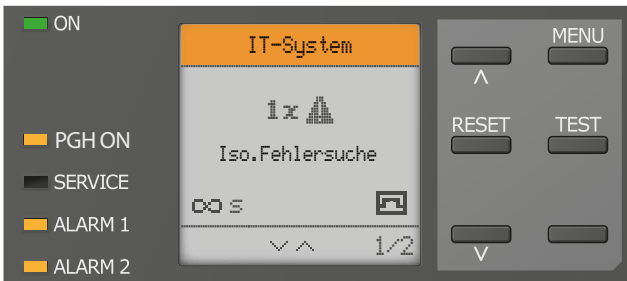 ON
PGH ON
SERVICE
ALARM 1
ALARM 2
IT-System
1x
Iso.Fehlersuche
∞ s
1/2
MENU
RESET
TEST